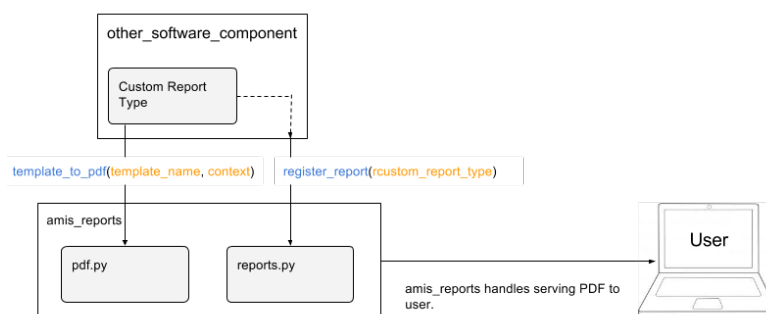 other_software_component
Custom Report
Type
template_to_pdf(template_name, context)
register_report(rcustom_report_type)
amis_reports
pdf.py
reports.py
User
amis_reports handles serving PDF to
user.